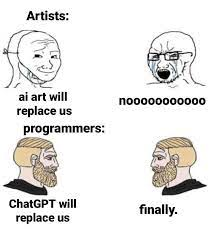 Artists:
ai art will
replace us
nooooooooooo
programmers:
ChatGPT will
replace us
finally.